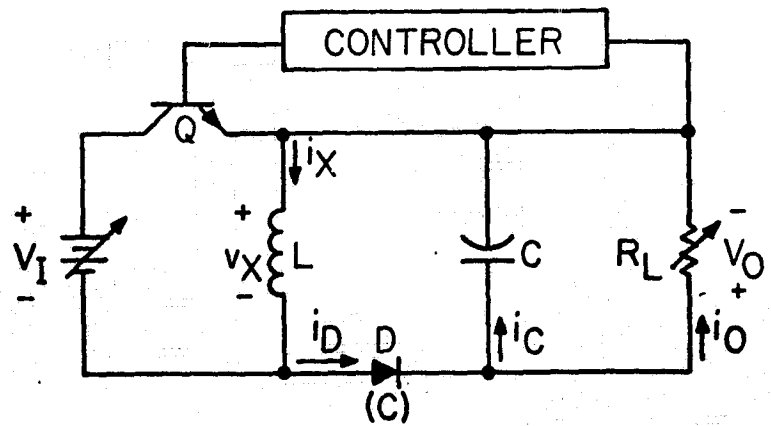 CONTROLLER
Q
iX
+
VI
-
+
vX
-
L
C
RL
-
VO
+
iD
D
(C)
iC
iO